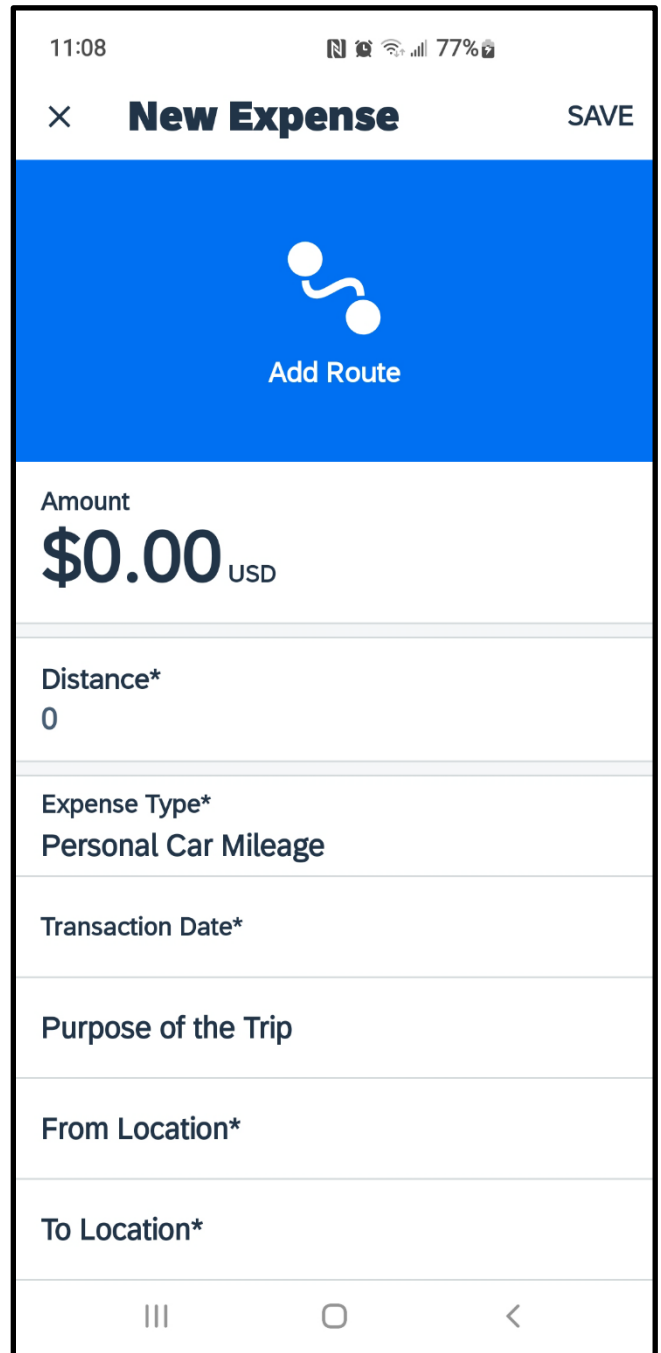 11:08 77%
New Expense SAVE
Add Route
Amount
$0.00 USD
Distance*
0
Expense Type*
Personal Car Mileage
Transaction Date*
Purpose of the Trip
From Location*
To Location*